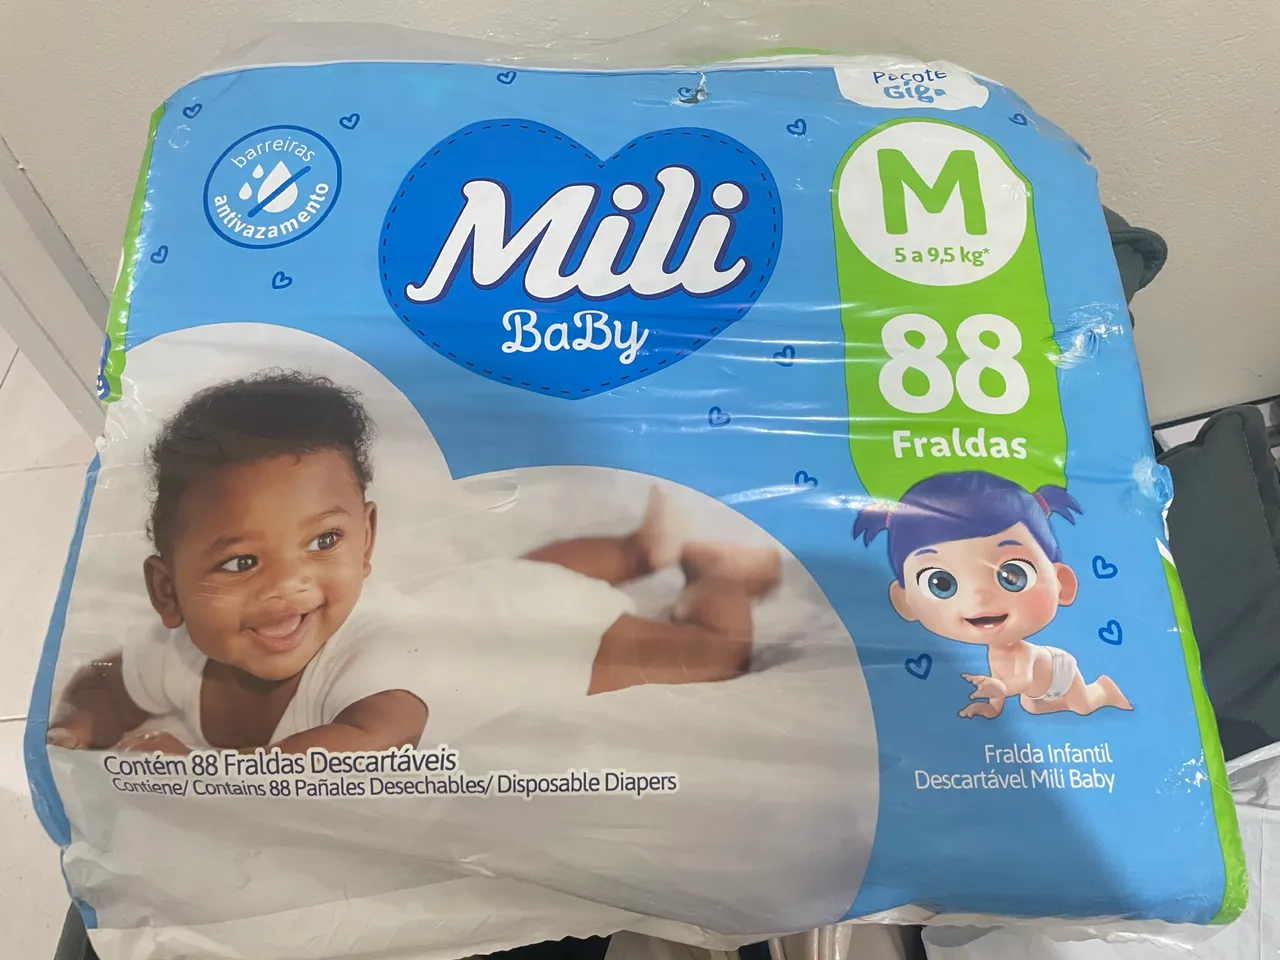 Pacote
Giga
barreiras
antivazamento
Mili
BaBy
M
5 a 9,5 kg*
88
Fraldas
Contém 88 Fraldas Descartáveis
Contiene/ Contains 88 Pañales Desechables/ Disposable Diapers
Fralda Infantil
Descartável Mili Baby